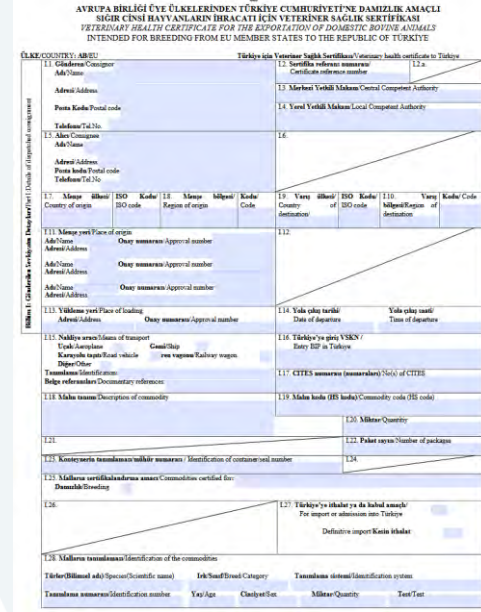 AVRUPA BİRLİĞİ ÜYE ÜLKELERİNDEN TÜRKİYE CUMHURİYETİ'NE DAMIZLIK AMAÇLI
SIĞIR CİNSİ HAYVANLARIN İHRACATI İÇİN VETERİNER SAĞLIK SERTİFİKASI
VETERINARY HEALTH CERTIFICATE FOR THE EXPORTATION OF DOMESTIC BOVINE ANIMALS
INTENDED FOR BREEDING FROM EU MEMBER STATES TO THE REPUBLIC OF TÜRKİYE
ÜLKE/COUNTRY: AB/EU Türkiye için Veteriner Sağlık Sertifikası/Veterinary health certificate to Türkiye
Bölüm I: Gönderilen Sevkiyatın Detayları/Part I: Details of dispatched consignment
I.1. Gönderen/Consignor
Adı/Name
Adresi/Address
Posta Kodu/Postal code
Telefonu/Tel.No
I.2. Sertifika referans numarası/
Certificate reference number
I.2.a.
I.3. Merkezi Yetkili Makam/Central Competent Authority
I.4. Yerel Yetkili Makam/Local Competent Authority
I.5. Alıcı/Consignee
Adı/Name
Adresi/Address
Posta kodu/Postal code
Telefonu/Tel.No
I.6.
I.7. Menşe ülkesi/ Country of origin
ISO Kodu/ ISO code
I.8. Menşe bölgesi/ Region of origin
Kodu/ Code
I.9. Varış ülkesi/ Country of destination/
ISO Kodu/ ISO code
I.10. Varış bölgesi/Region of destination
Kodu/ Code
I.11. Menşe yeri/Place of origin
Adı/Name Onay numarası/Approval number
Adresi/Address
Adı/Name Onay numarası/Approval number
Adresi/Address
Adı/Name Onay numarası/Approval number
Adresi/Address
I.12.
I.13. Yükleme yeri/Place of loading
Adresi/Address Onay numarası/Approval number
I.14. Yola çıkış tarihi/ Yola çıkış saati/
Date of departure Time of departure
I.15. Nakliye aracı/Means of transport
Uçak/Aeroplane Gemi/Ship
Karayolu taşıtı/Road vehicle ren vagonu/Railway wagon
Diğer/Other
Tanımlama/Identification:
Belge referansları/Documentary references:
I.16. Türkiye'ye giriş VSKN /
Entry BIP in Türkiye
I.17. CITES numarası (numaraları)/No(s) of CITES
I.18. Malın tanımı/Description of commodity
I.19. Malın kodu (HS kodu)/Commodity code (HS code)
I.20. Miktar/Quantity
I.21.
I.22. Paket sayısı/Number of packages
I.23. Konteynerin tanımlaması/mühür numarası / Identification of container/seal number
I.24.
I.25. Malların sertifikalandırma amacı/Commodities certified for:
Damızlık/Breeding
I.26.
I.27. Türkiye'ye ithalat ya da kabul amaçlı/
For import or admission into Türkiye
Definitive import/Kesin ithalat
I.28. Malların tanımlaması/Identification of the commodities
Türler(Bilimsel adı)/Species(Scientific name) Irk/Sınıf/Breed/Category Tanımlama sistemi/Identification system
Tanımlama numarası/Identification number Yaş/Age Cinsiyet/Sex Miktar/Quantity Test/Test